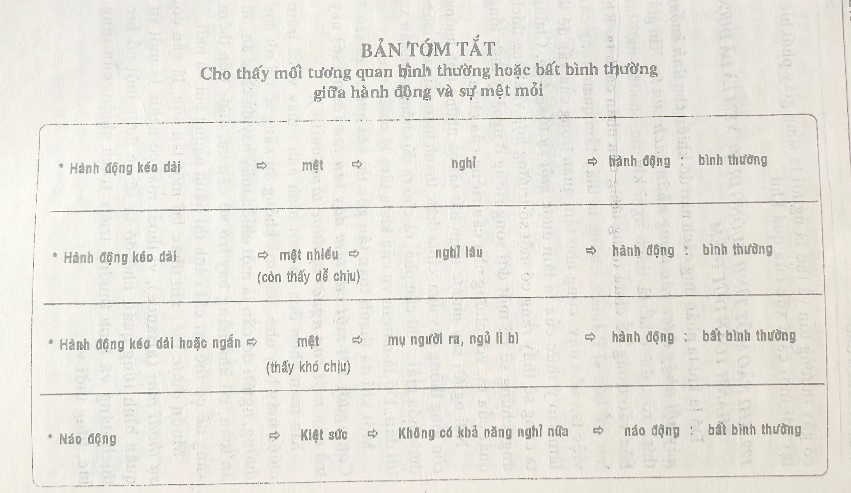 BẢN TÓM TẮT
Cho thấy mối tương quan bình thường hoặc bất bình thường
giữa hành động và sự mệt mỏi
* Hành động kéo dài ⇨ mệt ⇨ nghỉ ⇨ hành động : bình thường
* Hành động kéo dài ⇨ mệt nhiều ⇨ nghỉ lâu ⇨ hành động : bình thường
(còn thấy dễ chịu)
* Hành động kéo dài hoặc ngắn ⇨ mệt ⇨ mụ người ra, ngủ li bì ⇨ hành động : bất bình thường
(thấy khó chịu)
* Náo động ⇨ Kiệt sức ⇨ Không có khả năng nghỉ nữa ⇨ náo động : bất bình thường